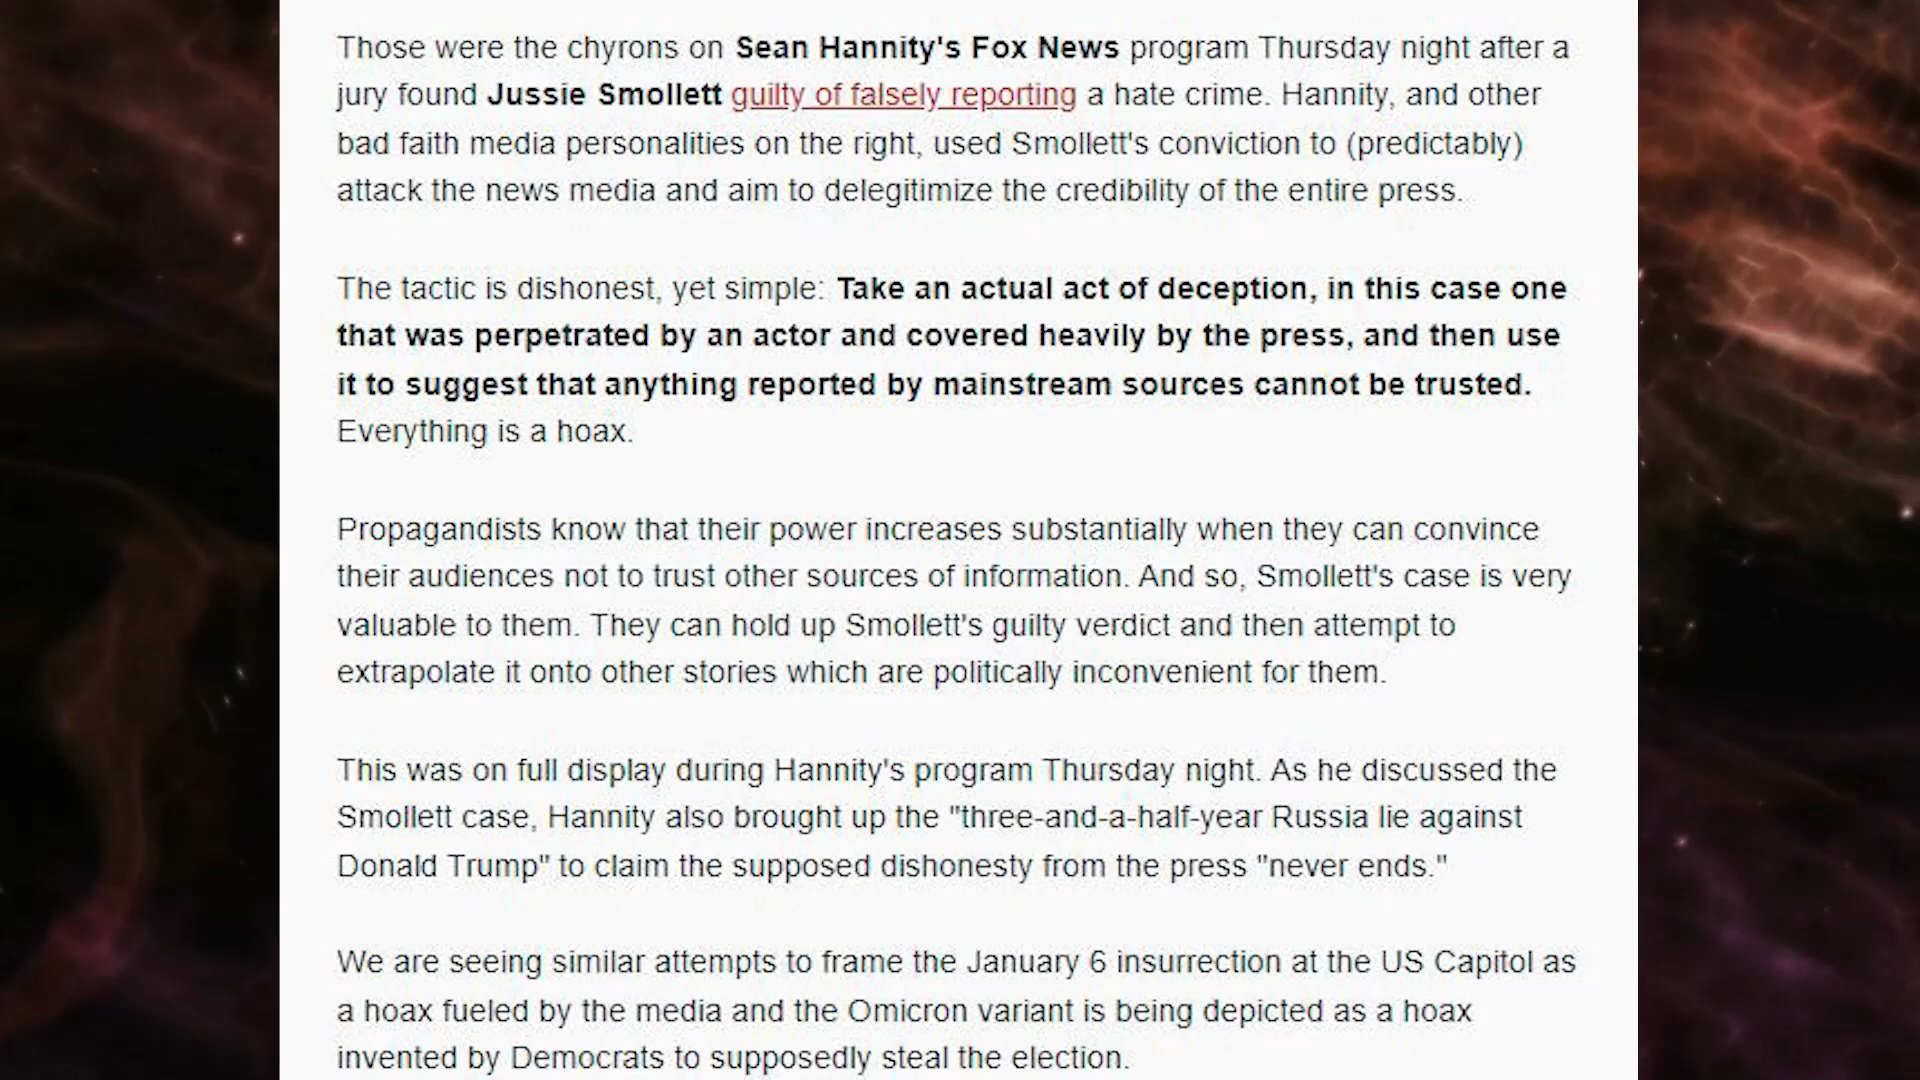 Those were the chyrons on Sean Hannity's Fox News program Thursday night after a
jury found Jussie Smollett guilty of falsely reporting a hate crime. Hannity, and other
bad faith media personalities on the right, used Smollett's conviction to (predictably)
attack the news media and aim to delegitimize the credibility of the entire press.
The tactic is dishonest, yet simple: Take an actual act of deception, in this case one
that was perpetrated by an actor and covered heavily by the press, and then use
it to suggest that anything reported by mainstream sources cannot be trusted.
Everything is a hoax.
Propagandists know that their power increases substantially when they can convince
their audiences not to trust other sources of information. And so, Smollett's case is very
valuable to them. They can hold up Smollett's guilty verdict and then attempt to
extrapolate it onto other stories which are politically inconvenient for them.
This was on full display during Hannity's program Thursday night. As he discussed the
Smollett case, Hannity also brought up the "three-and-a-half-year Russia lie against
Donald Trump" to claim the supposed dishonesty from the press "never ends."
We are seeing similar attempts to frame the January 6 insurrection at the US Capitol as
a hoax fueled by the media and the Omicron variant is being depicted as a hoax
invented by Democrats to supposedly steal the election.